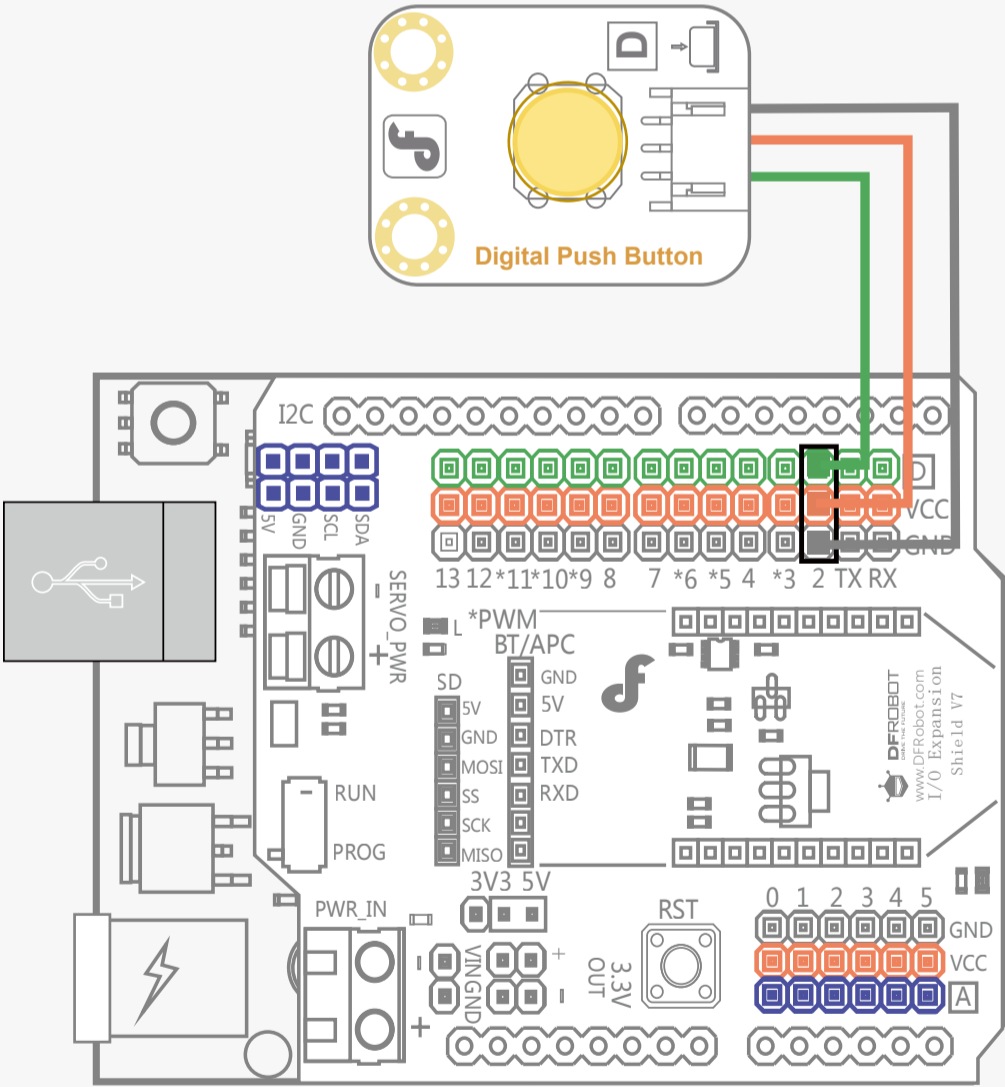 D
Digital Push Button
I2C
D
VCC
GND
5V
GND
SCL
SDA
13 12 *11 *10 *9 8 7 *6 *5 4 *3 2 TX RX
*PWM
L
BT/APC
SERVO_PWR
-
+
SD
5V
GND
MOSI
SS
SCK
MISO
GND
5V
DTR
TXD
RXD
DFROBOT
DRIVE THE FUTURE
www.DFRobot.com
I/O Expansion
Shield V7
RUN
PROG
3V3 5V
PWR_IN
-
+
VIN
GND
+
-
3.3V
OUT
RST
0 1 2 3 4 5
GND
VCC
A